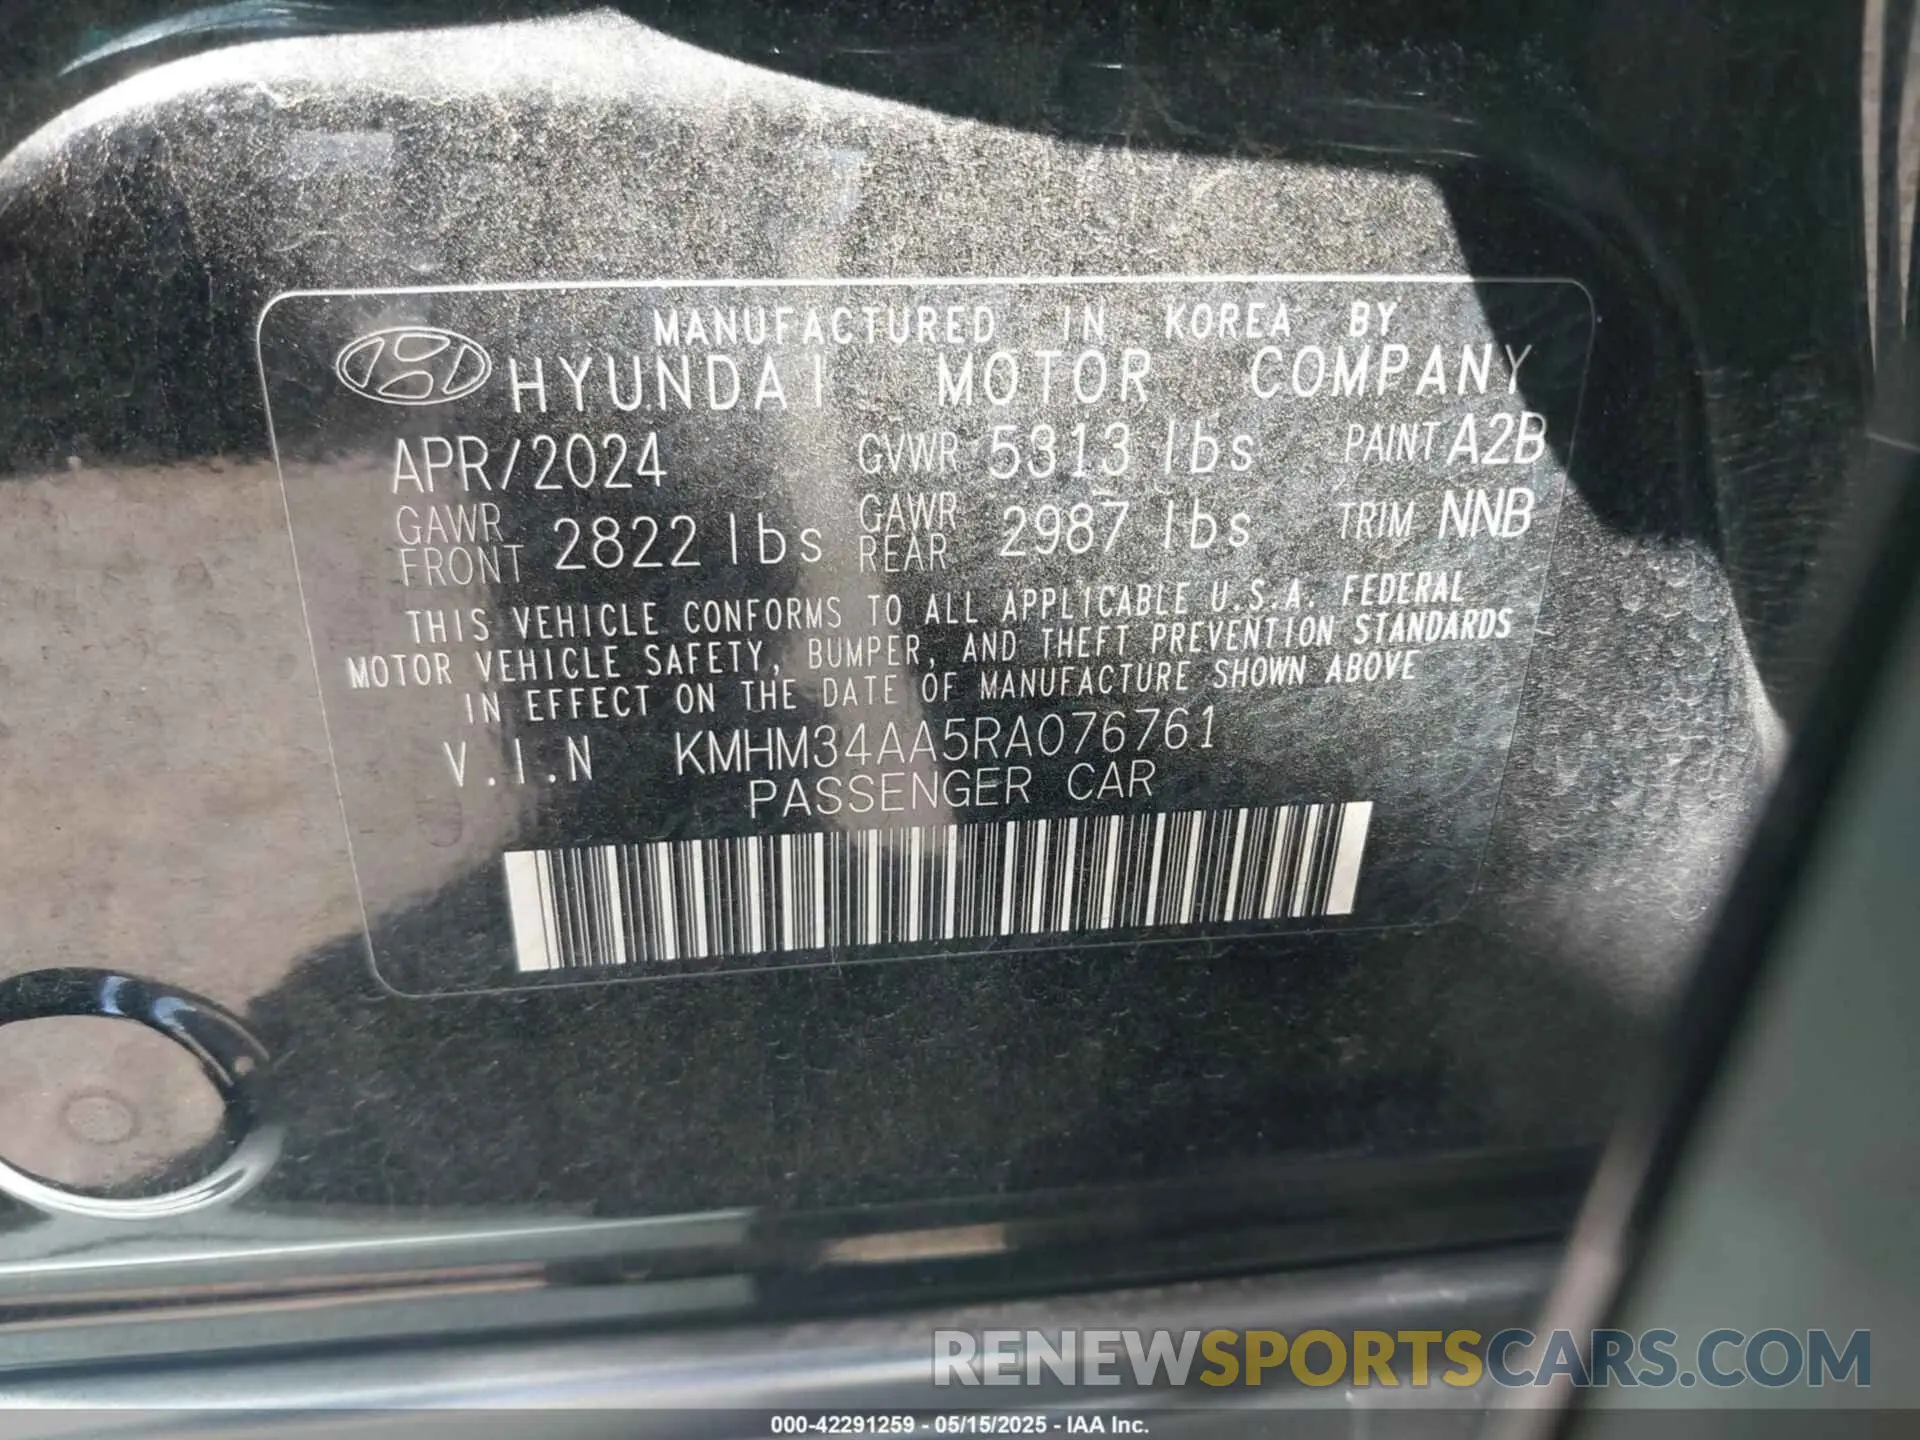 MANUFACTURED IN KOREA BY
HYUNDAI MOTOR COMPANY
APR/2024 GVWR 5313 lbs PAINT A2B
GAWR FRONT 2822 lbs GAWR REAR 2987 lbs TRIM NNB
THIS VEHICLE CONFORMS TO ALL APPLICABLE U.S.A. FEDERAL
MOTOR VEHICLE SAFETY, BUMPER, AND THEFT PREVENTION STANDARDS
IN EFFECT ON THE DATE OF MANUFACTURE SHOWN ABOVE
V.I.N KMHM34AA5RA076761
PASSENGER CAR
RENEWSPORTSCARS.COM
000-42291259 - 05/15/2025 - IAA Inc.